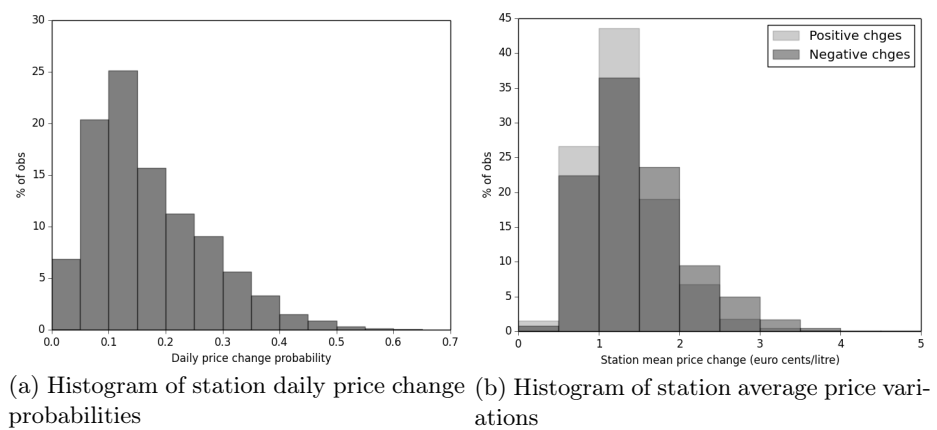 30
25
20
15
10
5
0
% of obs
0.0 0.1 0.2 0.3 0.4 0.5 0.6 0.7
Daily price change probability
(a) Histogram of station daily price change
probabilities
45
40
35
30
25
20
15
10
5
0
% of obs
Positive chges
Negative chges
0 1 2 3 4 5
Station mean price change (euro cents/litre)
(b) Histogram of station average price vari-
ations